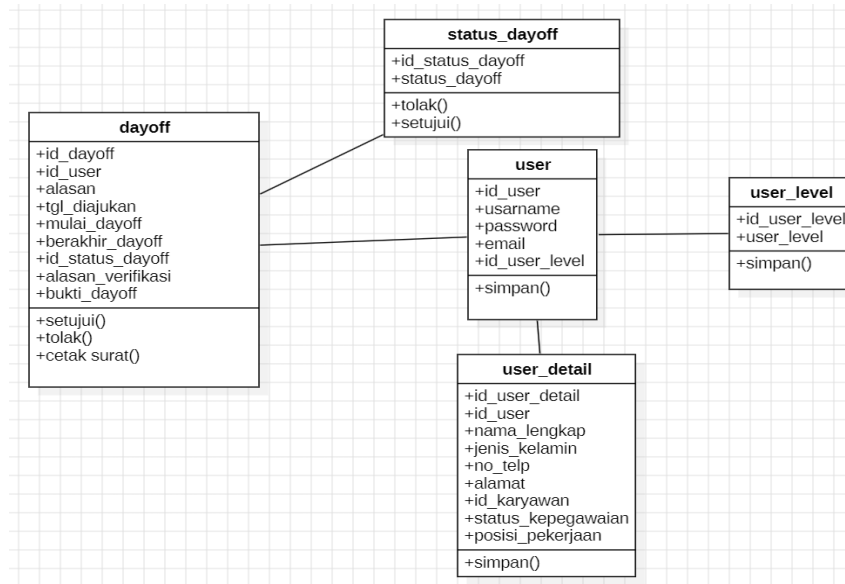 status_dayoff
+id_status_dayoff
+status_dayoff
+tolak()
+setujui()
dayoff
+id_dayoff
+id_user
+alasan
+tgl_diajukan
+mulai_dayoff
+berakhir_dayoff
+id_status_dayoff
+alasan_verifikasi
+bukti_dayoff
+setujui()
+tolak()
+cetak surat()
user
+id_user
+usarname
+password
+email
+id_user_level
+simpan()
user_level
+id_user_level
+user_level
+simpan()
user_detail
+id_user_detail
+id_user
+nama_lengkap
+jenis_kelamin
+no_telp
+alamat
+id_karyawan
+status_kepegawaian
+posisi_pekerjaan
+simpan()